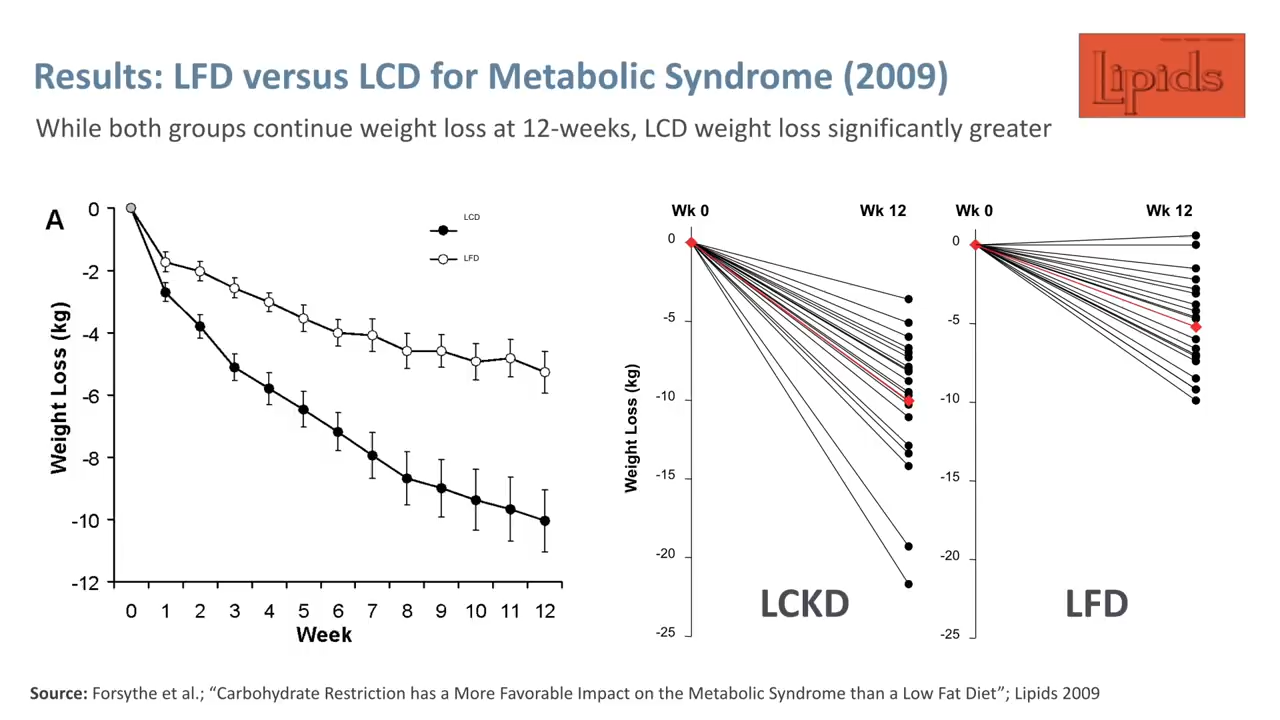 Results: LFD versus LCD for Metabolic Syndrome (2009)
Lipids
While both groups continue weight loss at 12-weeks, LCD weight loss significantly greater
A
LCD
LFD
Weight Loss (kg)
0
-2
-4
-6
-8
-10
-12
0 1 2 3 4 5 6 7 8 9 10 11 12
Week
Wk 0 Wk 12
Weight Loss (kg)
0
-5
-10
-15
-20
-25
LCKD
Wk 0 Wk 12
0
-5
-10
-15
-20
-25
LFD
Source: Forsythe et al.; “Carbohydrate Restriction has a More Favorable Impact on the Metabolic Syndrome than a Low Fat Diet”; Lipids 2009